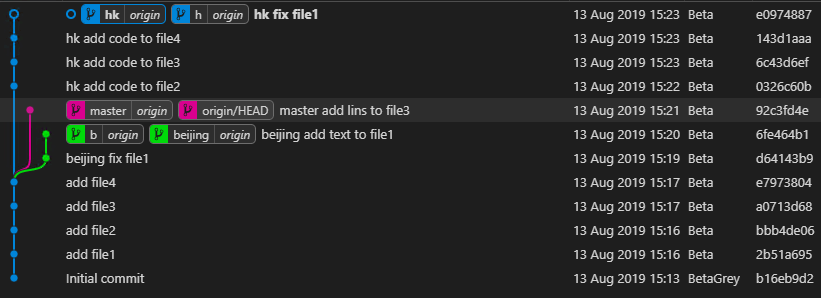 hk origin h origin hk fix file1 13 Aug 2019 15:23 Beta e0974887
hk add code to file4 13 Aug 2019 15:23 Beta 143d1aaa
hk add code to file3 13 Aug 2019 15:23 Beta 6c43d6ef
hk add code to file2 13 Aug 2019 15:22 Beta 0326c60b
master origin origin/HEAD master add lins to file3 13 Aug 2019 15:21 Beta 92c3fd4e
b origin beijing origin beijing add text to file1 13 Aug 2019 15:20 Beta 6fe464b1
beijing fix file1 13 Aug 2019 15:19 Beta d64143b9
add file4 13 Aug 2019 15:17 Beta e7973804
add file3 13 Aug 2019 15:17 Beta a0713d68
add file2 13 Aug 2019 15:16 Beta bbb4de06
add file1 13 Aug 2019 15:16 Beta 2b51a695
Initial commit 13 Aug 2019 15:13 BetaGrey b16eb9d2